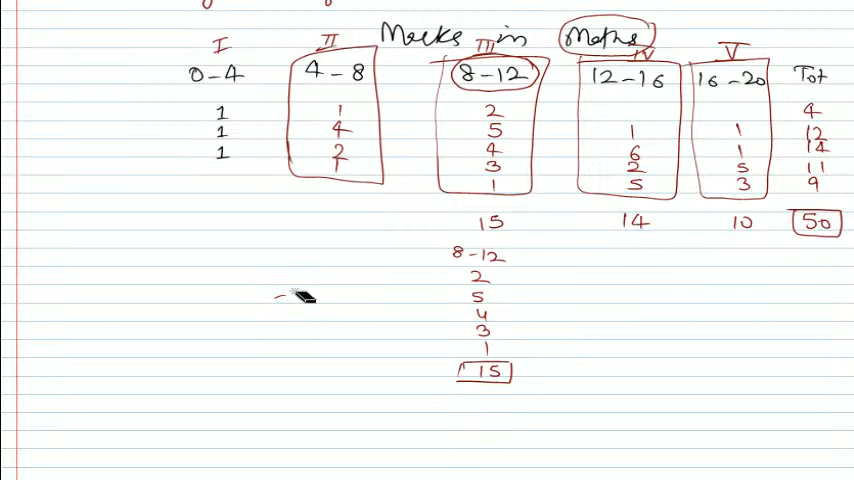 Marks in Maths
I II III IV V
0-4 4-8 8-12 12-16 16-20 Tot
1 1 2 4
1 4 5 1 1 12
1 2 4 6 1 14
1 3 2 5 11
1 5 3 9
15 14 10 50
8-12
2
5
4
3
1
15